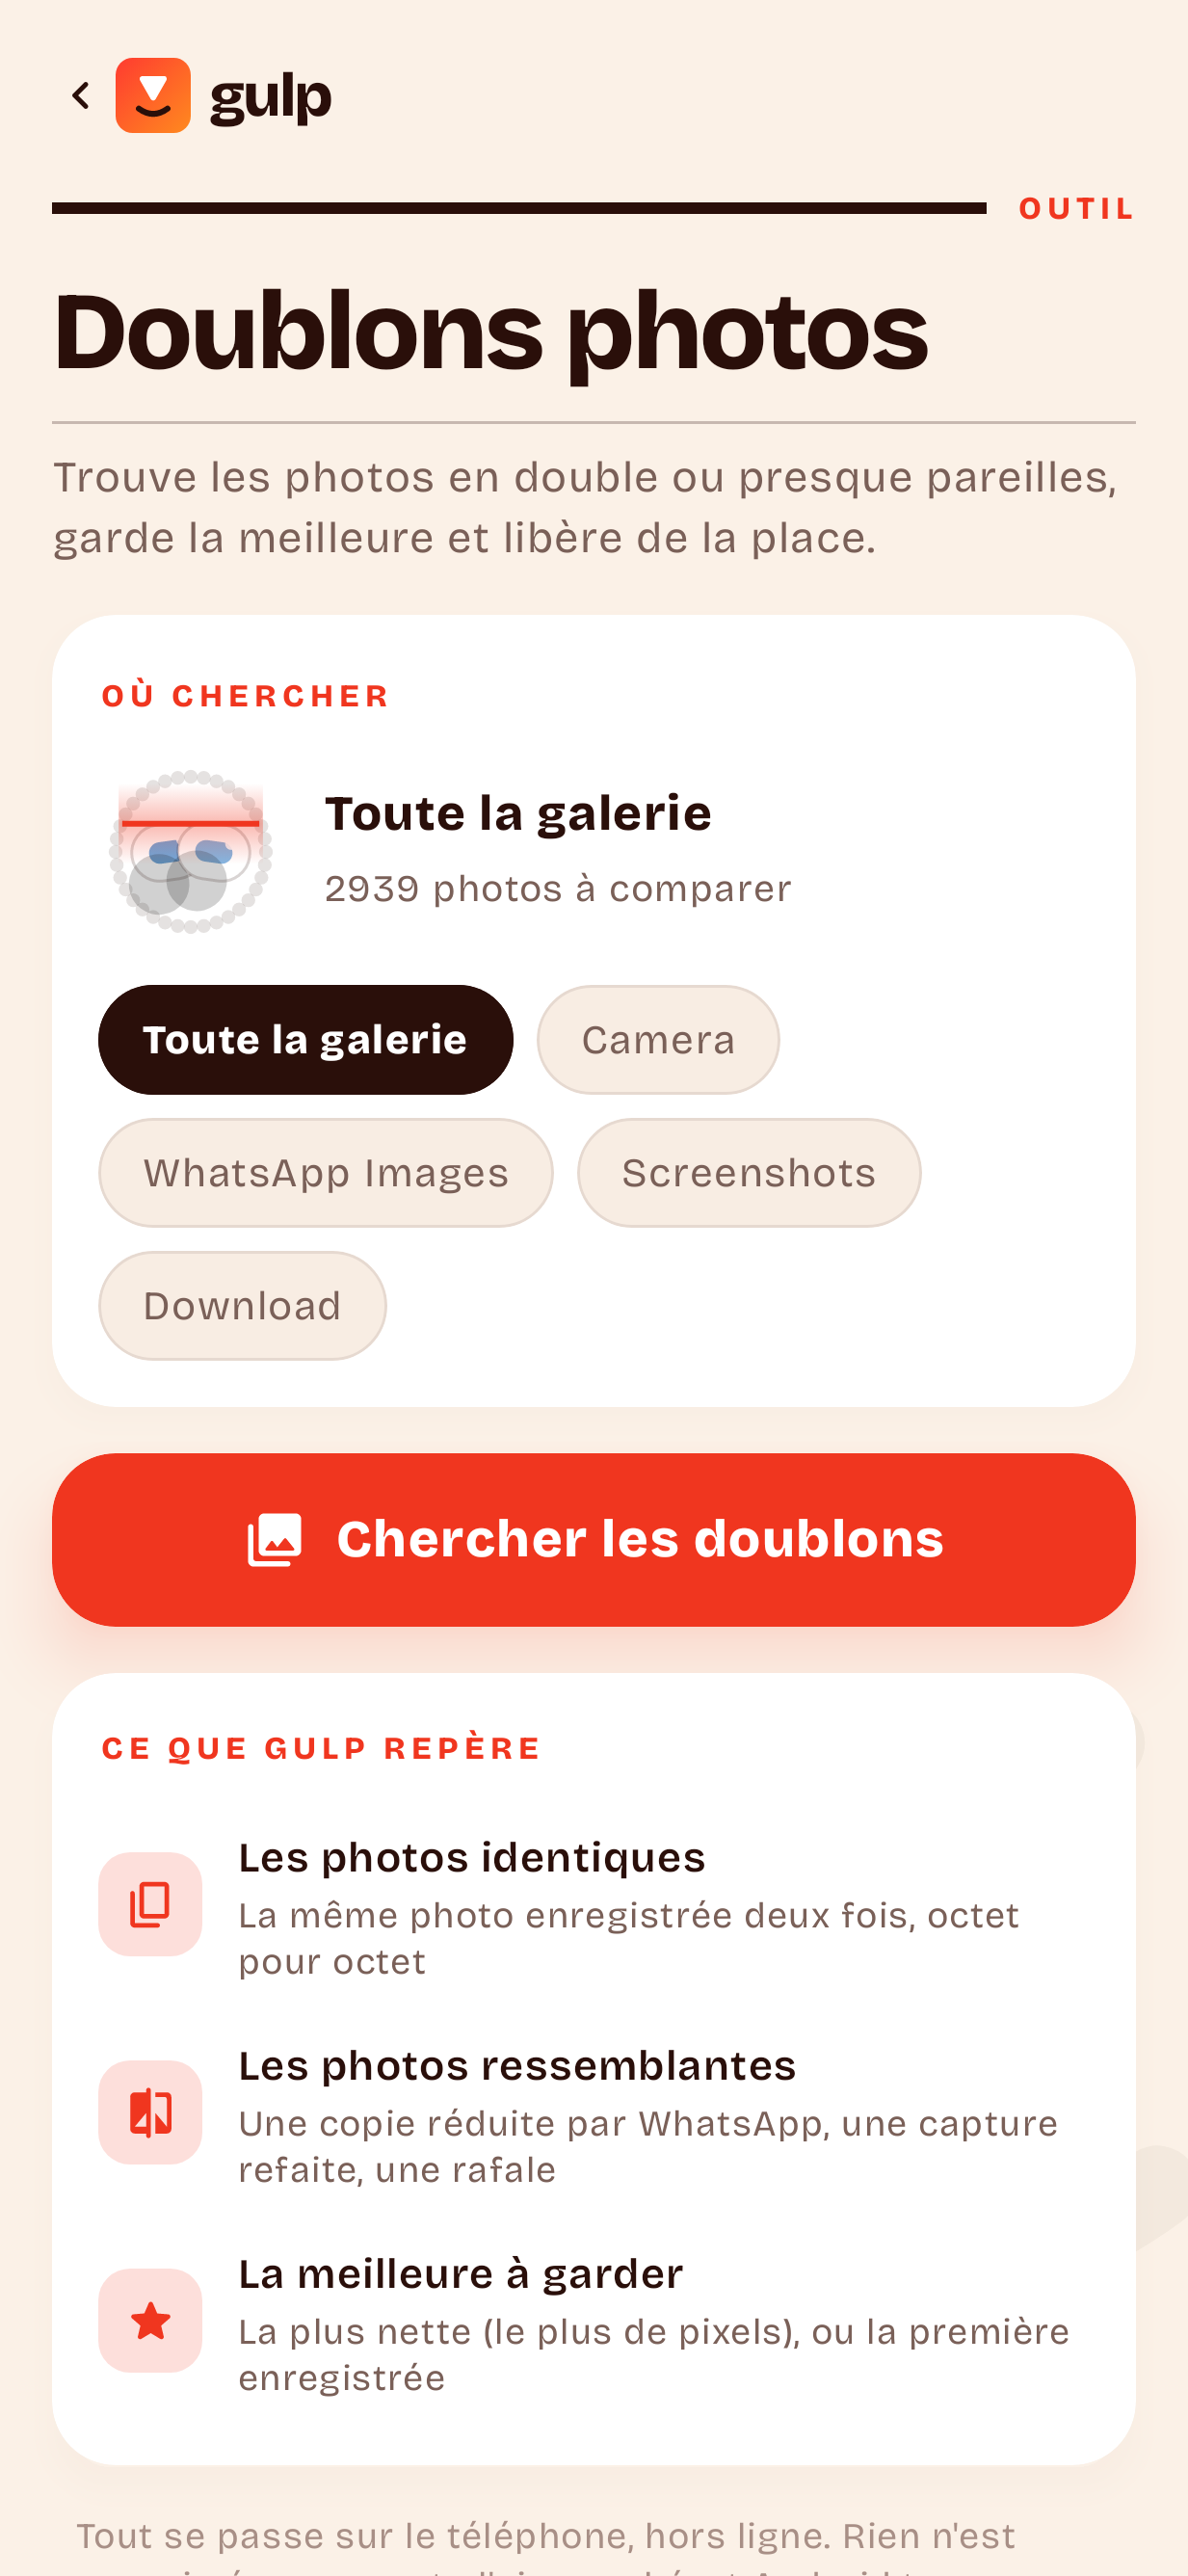 gulp
OUTIL
Doublons photos
Trouve les photos en double ou presque pareilles,
garde la meilleure et libère de la place.
OÙ CHERCHER
Toute la galerie
2939 photos à comparer
Toute la galerie
Camera
WhatsApp Images
Screenshots
Download
Chercher les doublons
CE QUE GULP REPÈRE
Les photos identiques
La même photo enregistrée deux fois, octet
pour octet
Les photos ressemblantes
Une copie réduite par WhatsApp, une capture
refaite, une rafale
La meilleure à garder
La plus nette (le plus de pixels), ou la première
enregistrée
Tout se passe sur le téléphone, hors ligne. Rien n'est